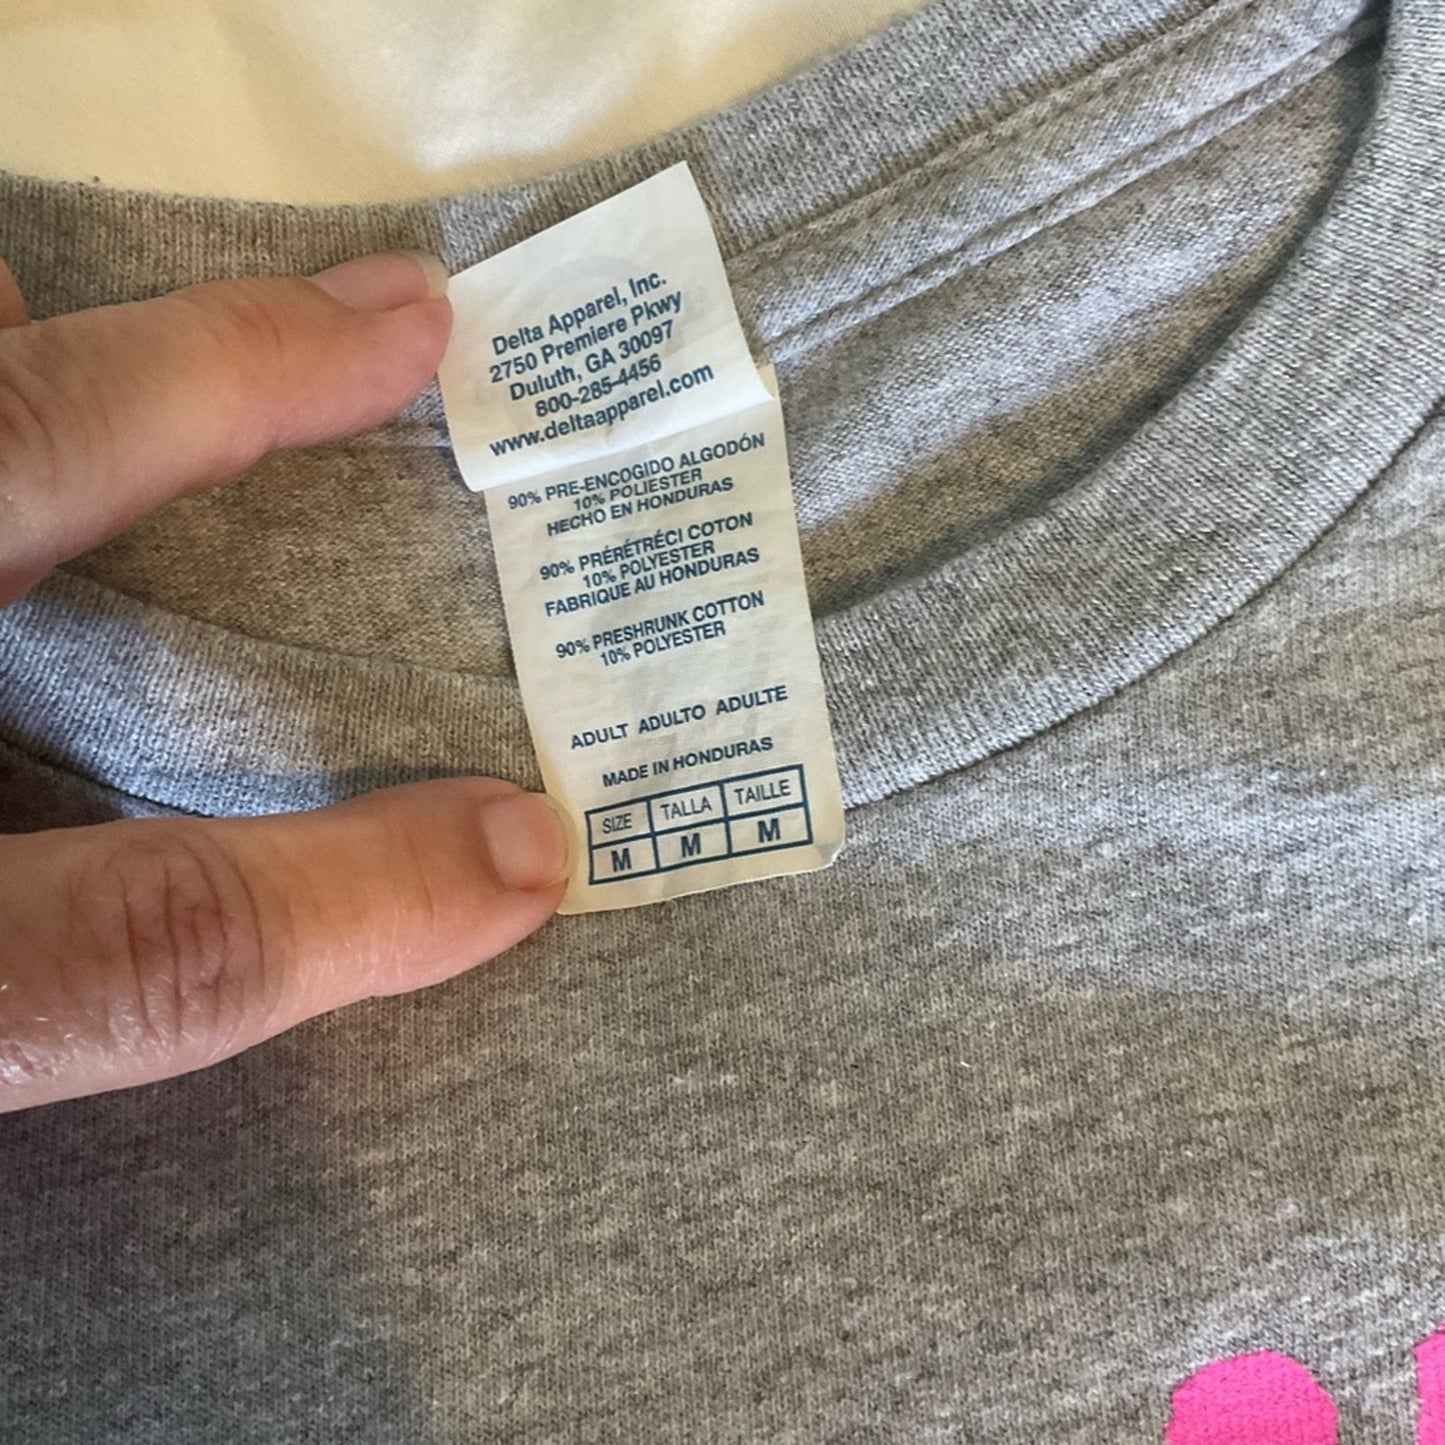 Delta Apparel, Inc.
2750 Premiere Pkwy
Duluth, GA 30097
800-285-4456
www.deltaapparel.com
90% PRE-ENCOGIDO ALGODÓN
10% POLIESTER
HECHO EN HONDURAS
90% PRÉRÉTRÉCI COTON
10% POLYESTER
FABRIQUE AU HONDURAS
90% PRESHRUNK COTTON
10% POLYESTER
ADULT ADULTO ADULTE
MADE IN HONDURAS
SIZE TALLA TAILLE
M M M